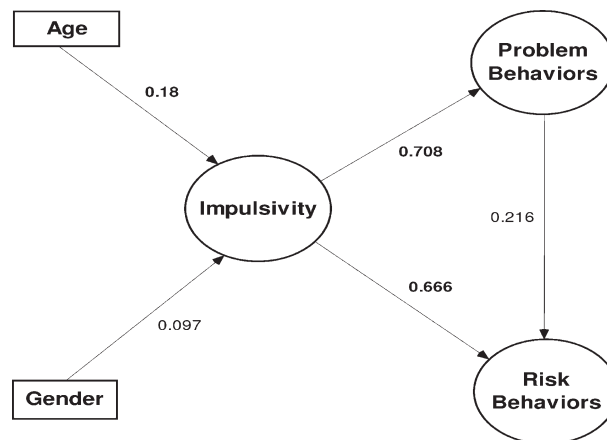 Age
Problem
Behaviors
0.18
0.708
Impulsivity
0.216
0.666
0.097
Risk
Behaviors
Gender